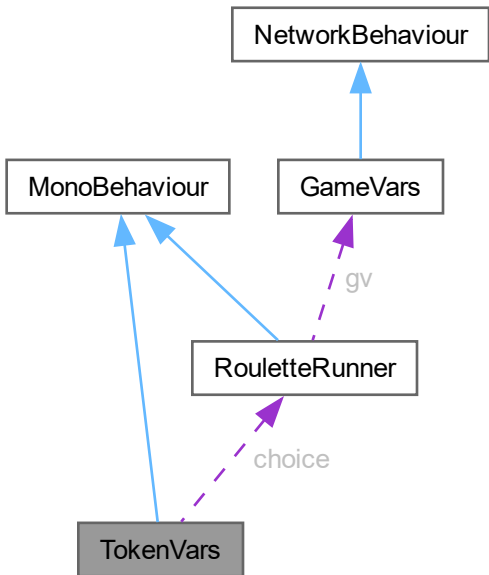 NetworkBehaviour
MonoBehaviour
GameVars
gv
RouletteRunner
choice
TokenVars